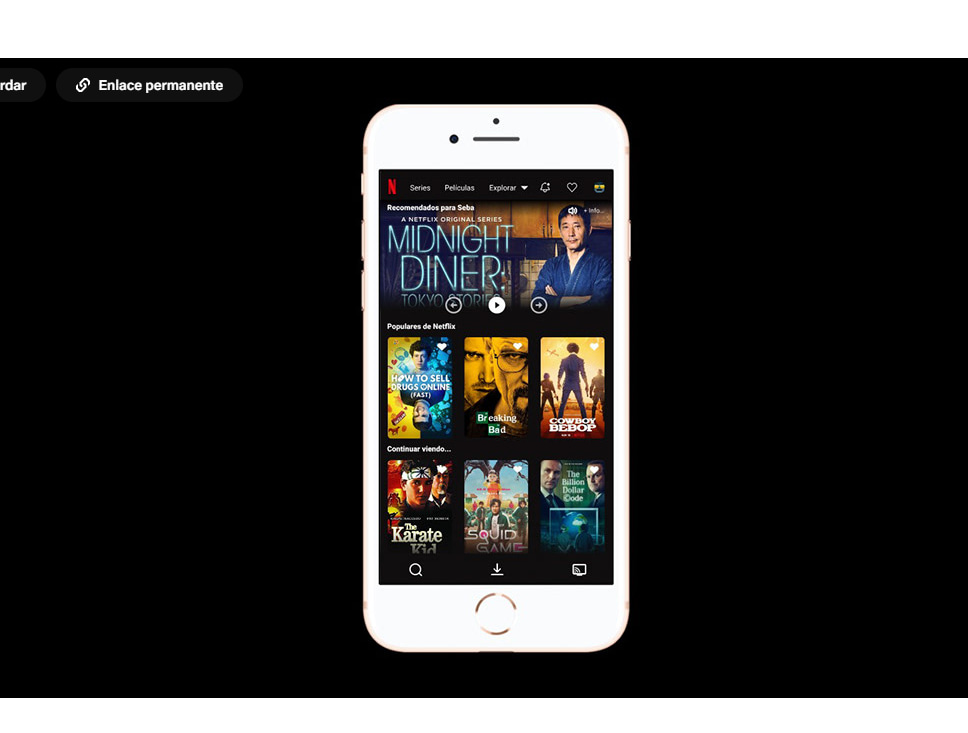 rdar
Enlace permanente
N
Series Películas Explorar
Recomendados para Seba
+ Info...
A NETFLIX ORIGINAL SERIES
MIDNIGHT
DINER:
TOKYO STORIES
Populares de Netflix
HOW TO SELL
DRUGS ONLINE
(FAST)
Breaking
Bad
COWBOY
BEBOP
Continuar viendo...
The
Karate
Kid
SQUID
GAME
The
Billion
Dollar
Code